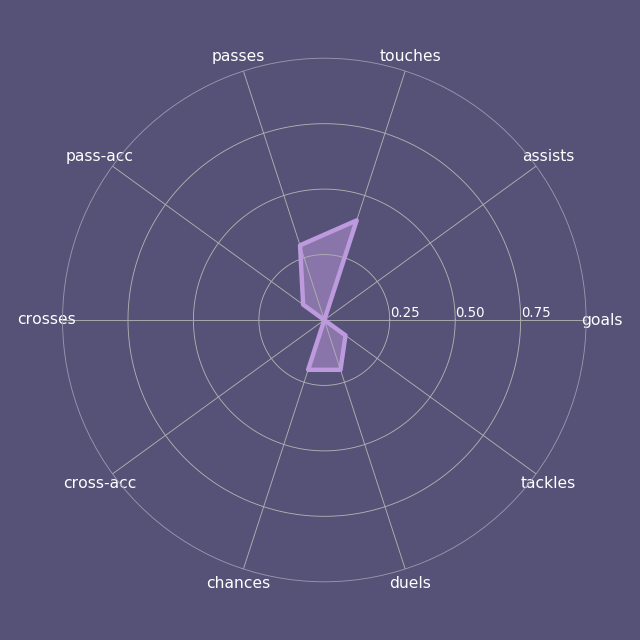 passes
touches
pass-acc
assists
crosses
0.25
0.50
0.75
goals
cross-acc
tackles
chances
duels